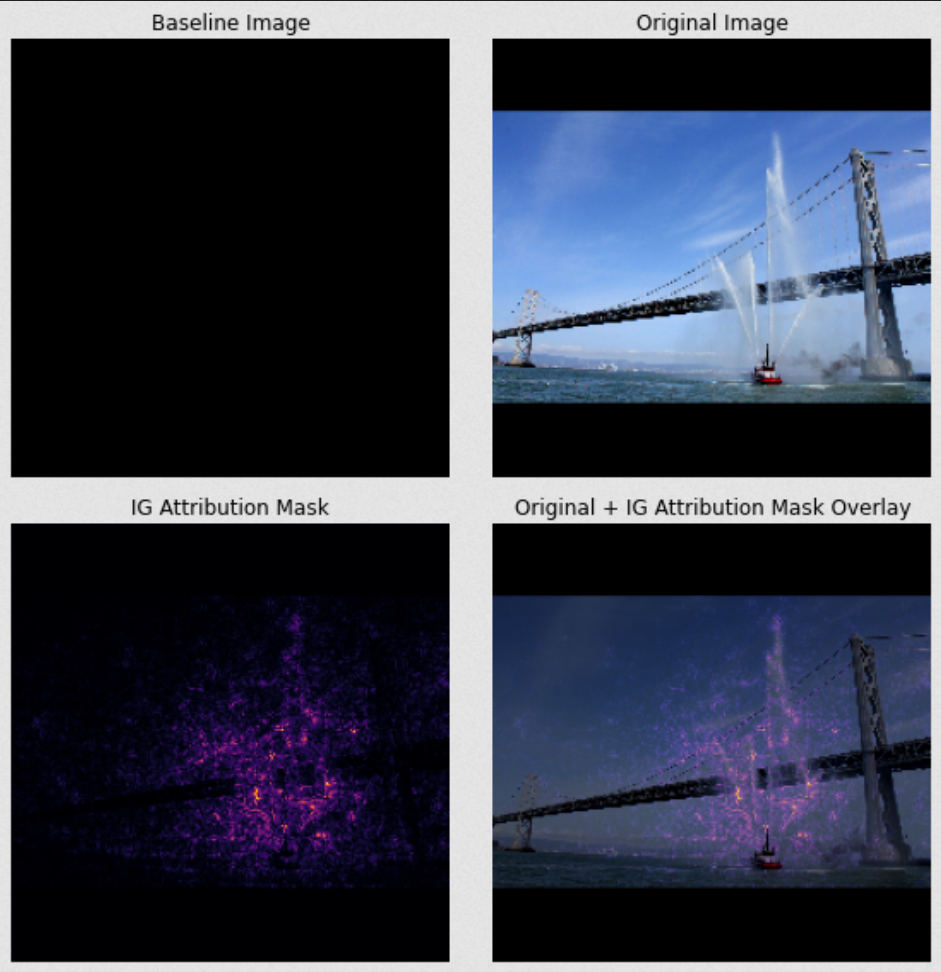 Baseline Image
Original Image
IG Attribution Mask
Original + IG Attribution Mask Overlay